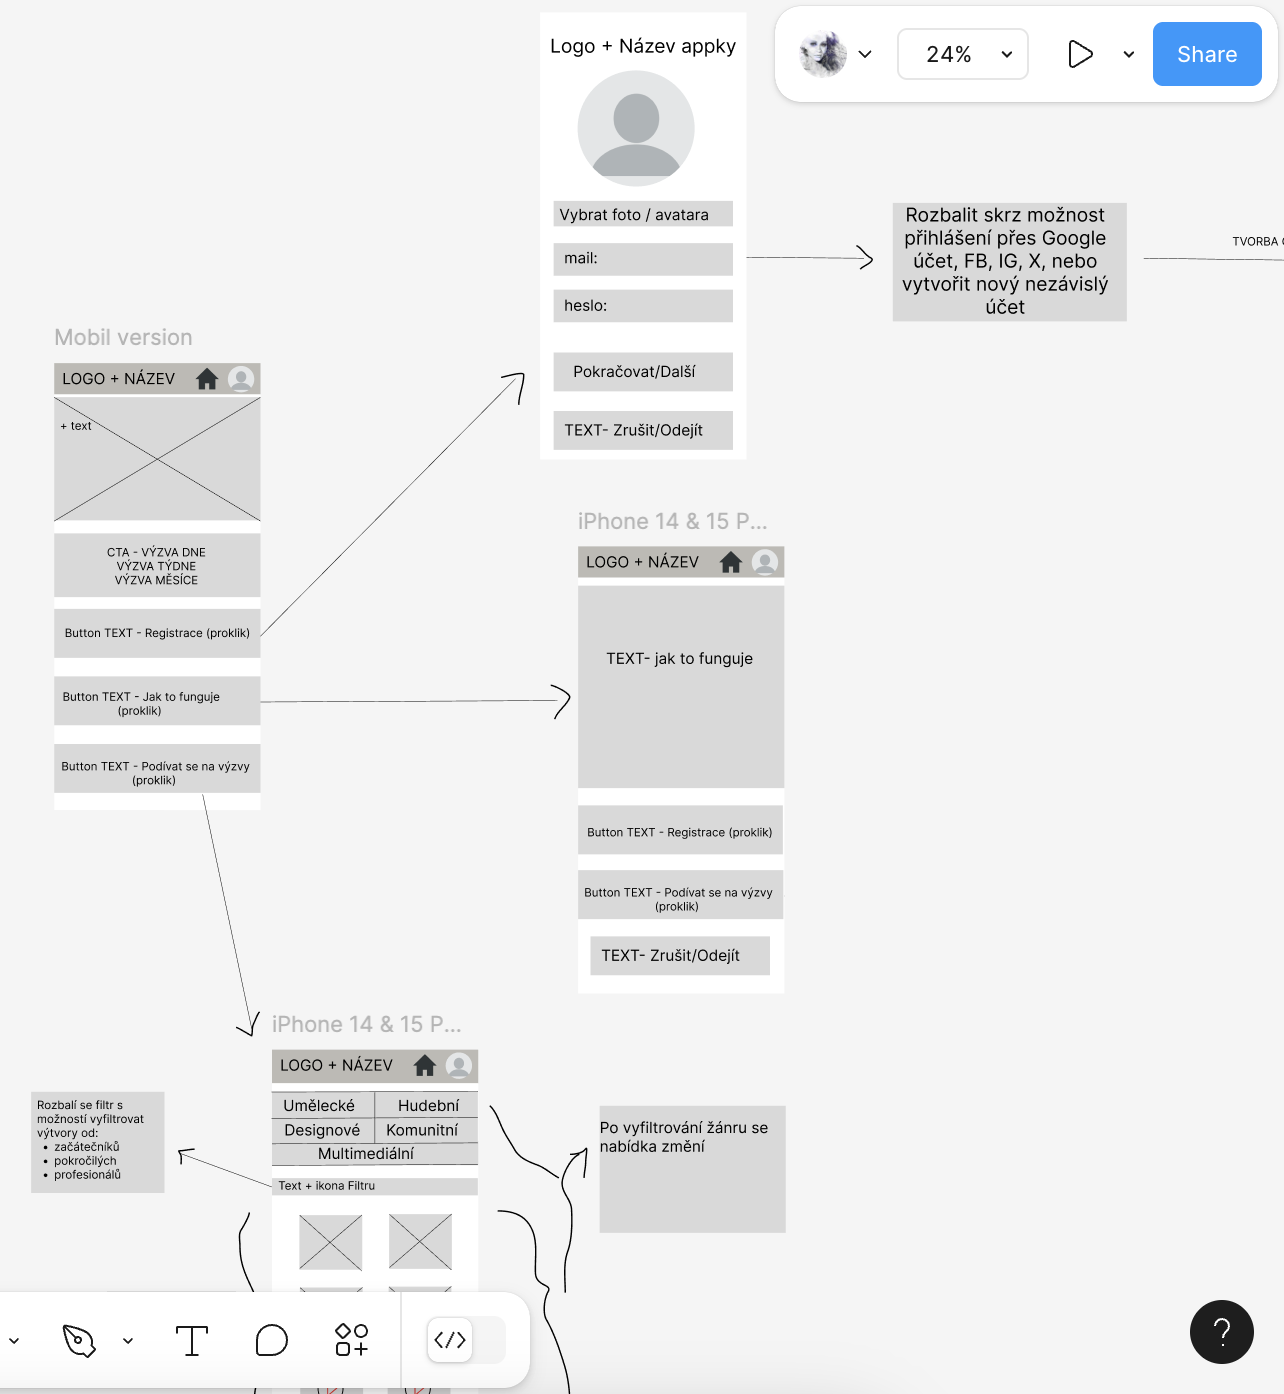 Logo + Název appky
24%
Share
Vybrat foto / avatara
mail:
heslo:
Pokračovat/Další
TEXT- Zrušit/Odejít
Rozbalit skrz možnost
přihlášení přes Google
účet, FB, IG, X, nebo
vytvořit nový nezávislý
účet
TVORBA
Mobil version
LOGO + NÁZEV
+ text
CTA - VÝZVA DNE
VÝZVA TÝDNE
VÝZVA MĚSÍCE
Button TEXT - Registrace (proklik)
Button TEXT - Jak to funguje
(proklik)
Button TEXT - Podívat se na výzvy
(proklik)
iPhone 14 & 15 P...
LOGO + NÁZEV
TEXT- jak to funguje
Button TEXT - Registrace (proklik)
Button TEXT - Podívat se na výzvy
(proklik)
TEXT- Zrušit/Odejít
iPhone 14 & 15 P...
LOGO + NÁZEV
Umělecké
Hudební
Designové
Komunitní
Multimediální
Text + ikona Filtru
Rozbalí se filtr s
možností vyfiltrovat
výtvory od:
• začátečníků
• pokročilých
• profesionálů
Po vyfiltrování žánru se
nabídka změní